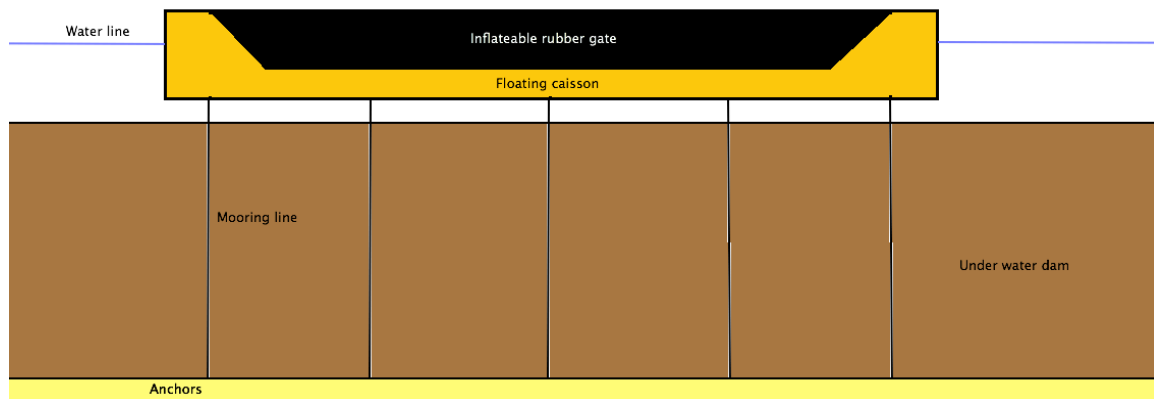 Water line
Inflateable rubber gate
Floating caisson
Mooring line
Under water dam
Anchors